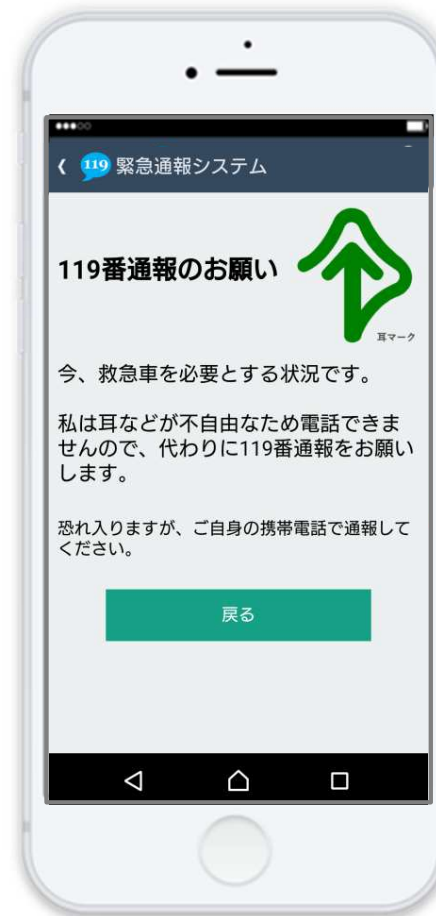 119 緊急通報システム
119番通報のお願い
耳マーク
今、救急車を必要とする状況です。
私は耳などが不自由なため電話できま
せんので、代わりに119番通報をお願い
します。
恐れ入りますが、ご自身の携帯電話で通報して
ください。
戻る